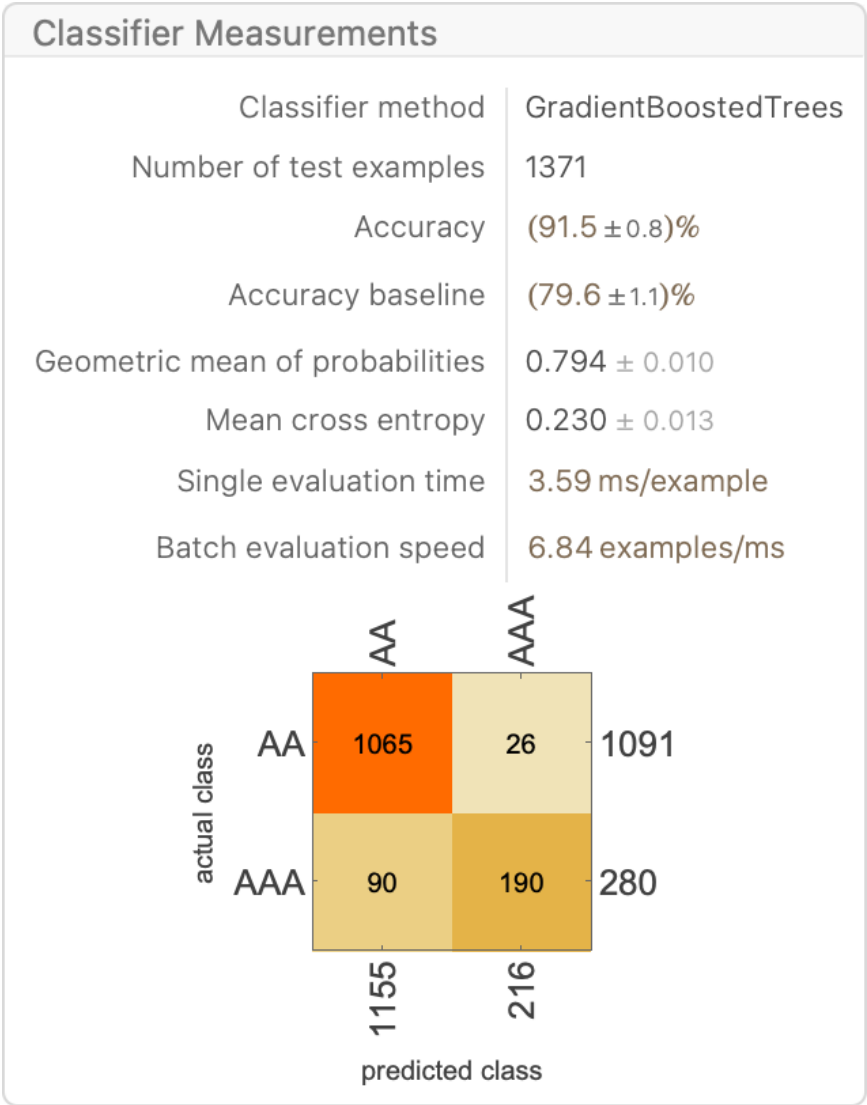 Classifier Measurements
Classifier method GradientBoostedTrees
Number of test examples 1371
Accuracy (91.5 ± 0.8)%
Accuracy baseline (79.6 ± 1.1)%
Geometric mean of probabilities 0.794 ± 0.010
Mean cross entropy 0.230 ± 0.013
Single evaluation time 3.59 ms/example
Batch evaluation speed 6.84 examples/ms
AA AAA
AA 1065 26 1091
actual class
AAA 90 190 280
1155 216
predicted class